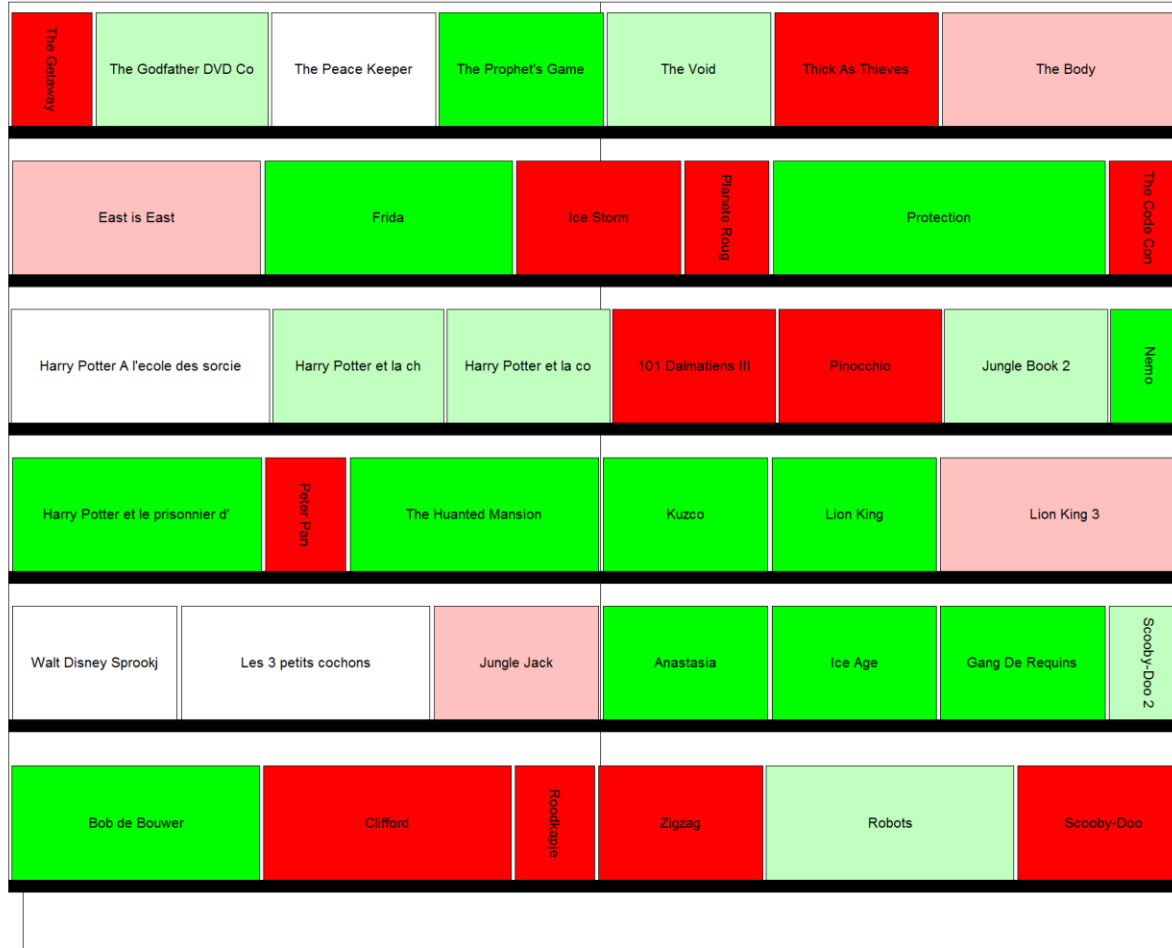 The Getaway
The Godfather DVD Co
The Peace Keeper
The Prophet's Game
The Void
Thick As Thieves
The Body
East is East
Frida
Ice Storm
Planete Roug
Protection
The Code Con
Harry Potter A l'ecole des sorcie
Harry Potter et la ch
Harry Potter et la co
101 Dalmatiens III
Pinocchio
Jungle Book 2
Nemo
Harry Potter et le prisonnier d'
Peter Pan
The Huanted Mansion
Kuzco
Lion King
Lion King 3
Walt Disney Sprookj
Les 3 petits cochons
Jungle Jack
Anastasia
Ice Age
Gang De Requins
Scooby-Doo 2
Bob de Bouwer
Clifford
Roodkapje
Zigzag
Robots
Scooby-Doo